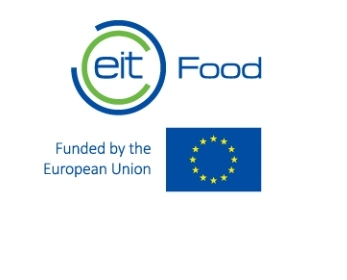 eit Food
Funded by the
European Union